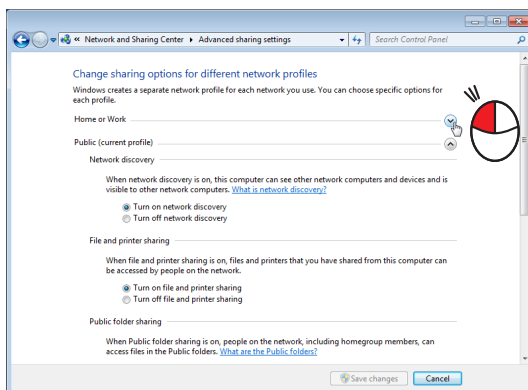 « Network and Sharing Center ▸ Advanced sharing settings
Search Control Panel
Change sharing options for different network profiles
Windows creates a separate network profile for each network you use. You can choose specific options for
each profile.
Home or Work
Public (current profile)
Network discovery
When network discovery is on, this computer can see other network computers and devices and is
visible to other network computers. What is network discovery?
Turn on network discovery
Turn off network discovery
File and printer sharing
When file and printer sharing is on, files and printers that you have shared from this computer can
be accessed by people on the network.
Turn on file and printer sharing
Turn off file and printer sharing
Public folder sharing
When Public folder sharing is on, people on the network, including homegroup members, can
access files in the Public folders. What are the Public folders?
Save changes
Cancel